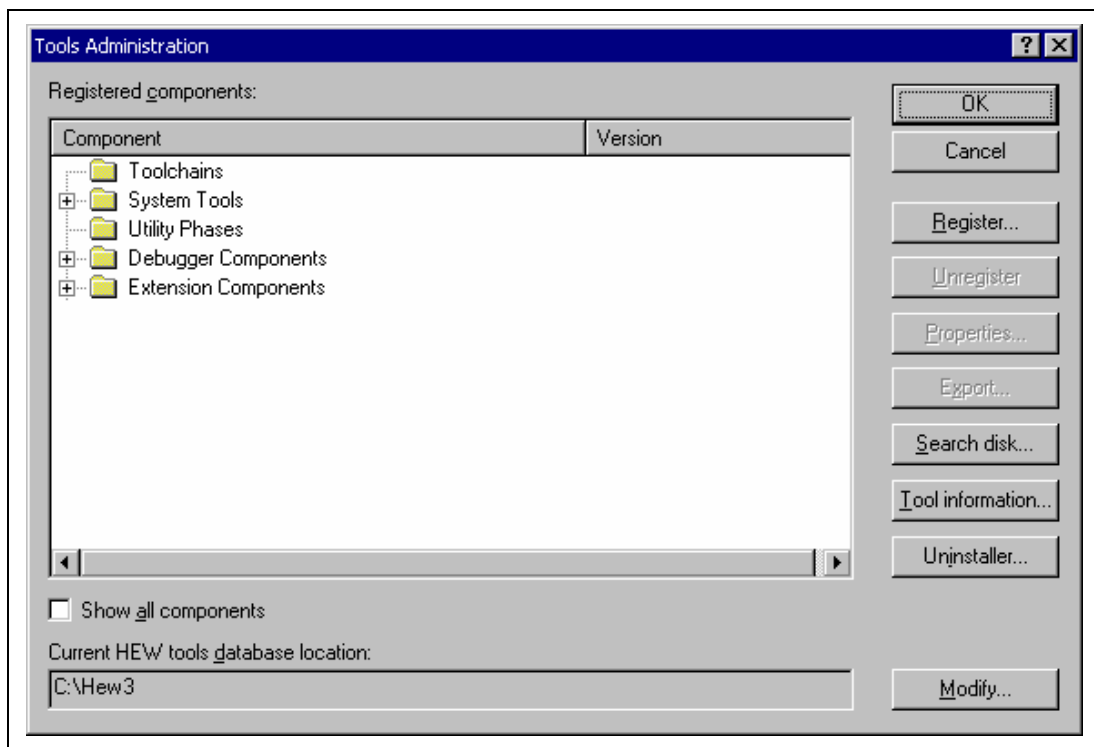 Tools Administration
Registered components:
Component Version
Toolchains
System Tools
Utility Phases
Debugger Components
Extension Components
OK
Cancel
Register...
Unregister
Properties...
Export...
Search disk...
Tool information...
Uninstaller...
Show all components
Current HEW tools database location:
C:\Hew3
Modify...